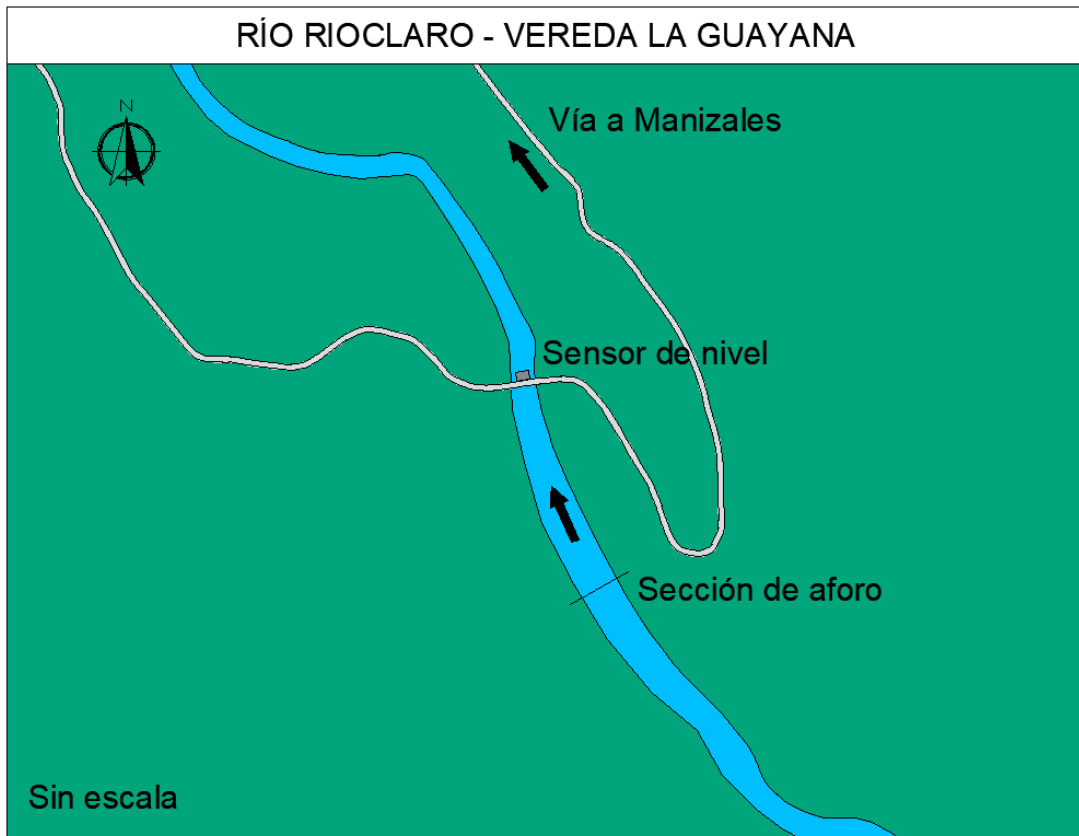 RÍO RIOCLARO - VEREDA LA GUAYANA
N
Vía a Manizales
Sensor de nivel
Sección de aforo
Sin escala